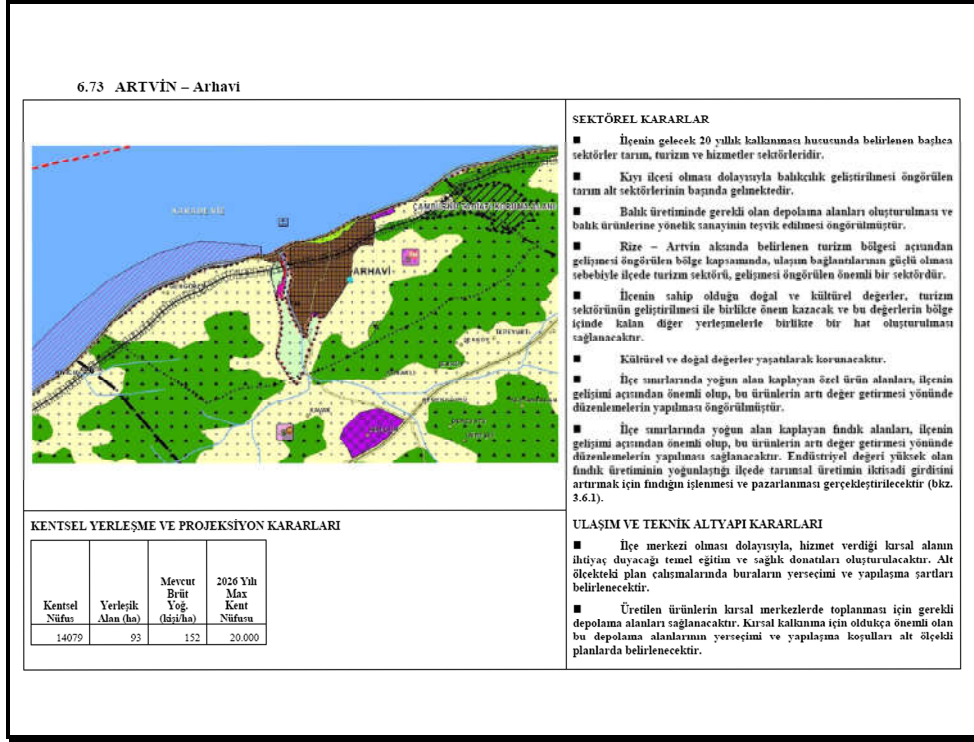 6.73 ARTVİN – Arhavi
KARADENİZ
ARHAVİ
KENTSEL YERLEŞME VE PROJEKSİYON KARARLARI
Kentsel Nüfus
Yerleşik Alan (ha)
Mevcut Brüt Yoğ. (kişi/ha)
2026 Yılı Max Kent Nüfusu
14079 93 152 20.000
SEKTÖREL KARARLAR
■ İlçenin gelecek 20 yıllık kalkınması hususunda belirlenen başlıca
sektörler tarım, turizm ve hizmetler sektörleridir.
■ Kıyı ilçesi olması dolayısıyla balıkçılık geliştirilmesi öngörülen
tarım alt sektörlerinin başında gelmektedir.
■ Balık üretiminde gerekli olan depolama alanları oluşturulması ve
balık ürünlerine yönelik sanayinin teşvik edilmesi öngörülmüştür.
■ Rize – Artvin aksında belirlenen turizm bölgesi açısından
gelişmesi öngörülen bölge kapsamında, ulaşım bağlantılarının güçlü olması
sebebiyle ilçede turizm sektörü, gelişmesi öngörülen önemli bir sektördür.
■ İlçenin sahip olduğu doğal ve kültürel değerler, turizm
sektörünün geliştirilmesi ile birlikte önem kazacak ve bu değerlerin bölge
içinde kalan diğer yerleşmelerle birlikte bir hat oluşturulması
sağlanacaktır.
■ Kültürel ve doğal değerler yaşatılarak korunacaktır.
■ İlçe sınırlarında yoğun alan kaplayan özel ürün alanları, ilçenin
gelişimi açısından önemli olup, bu ürünlerin artı değer getirmesi yönünde
düzenlemelerin yapılması öngörülmüştür.
■ İlçe sınırlarında yoğun alan kaplayan fındık alanları, ilçenin
gelişimi açısından önemli olup, bu ürünlerin artı değer getirmesi yönünde
düzenlemelerin yapılması sağlanacaktır. Endüstriyel değeri yüksek olan
fındık üretiminin yoğunlaştığı ilçede tarımsal üretimin iktisadi girdisini
artırmak için fındığın işlenmesi ve pazarlanması gerçekleştirilecektir (bkz.
3.6.1).
ULAŞIM VE TEKNİK ALTYAPI KARARLARI
■ İlçe merkezi olması dolayısıyla, hizmet verdiği kırsal alanın
ihtiyaç duyacağı temel eğitim ve sağlık donatıları oluşturulacaktır. Alt
ölçekteki plan çalışmalarında buraların yerseçimi ve yapılaşma şartları
belirlenecektir.
■ Üretilen ürünlerin kırsal merkezlerde toplanması için gerekli
depolama alanları sağlanacaktır. Kırsal kalkınma için oldukça önemli olan
bu depolama alanlarının yerseçimi ve yapılaşma koşulları alt ölçekli
planlarda belirlenecektir.